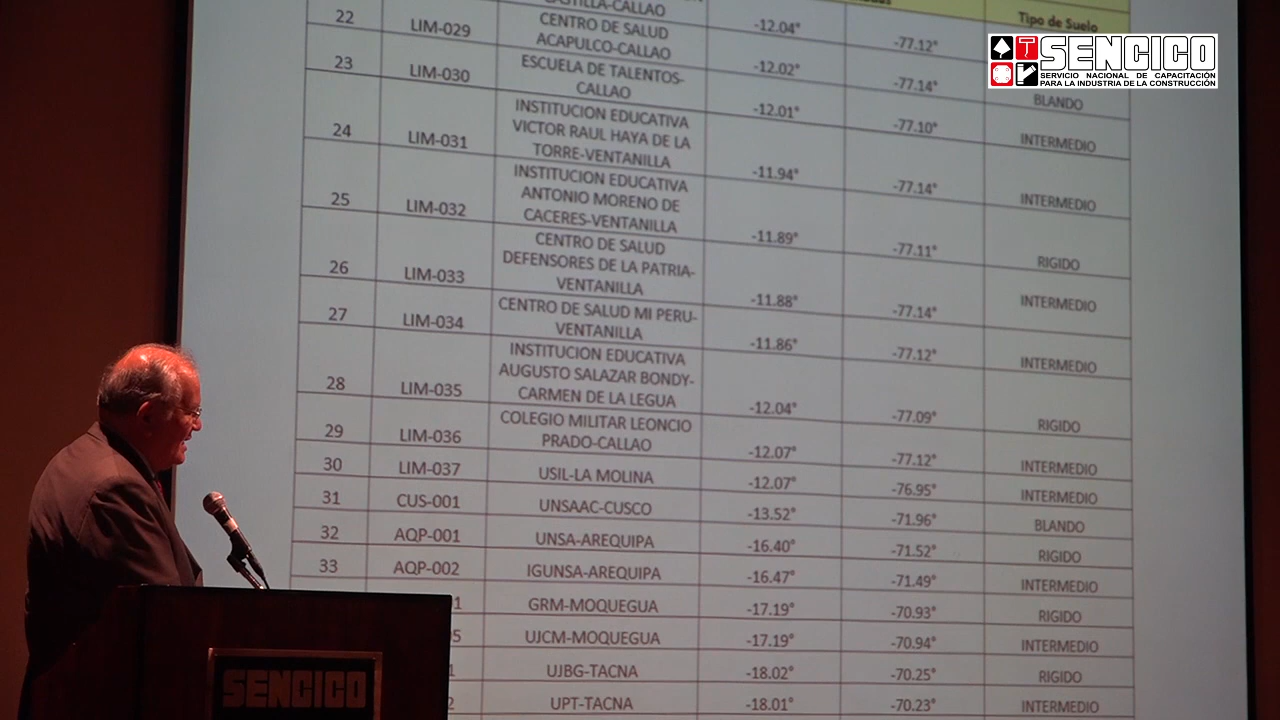 Tipo de Suelo
CASTILLA-CALLAO -12.04° -77.12°
22 LIM-029 CENTRO DE SALUD
ACAPULCO-CALLAO -12.02° -77.14° BLANDO
23 LIM-030 ESCUELA DE TALENTOS-
CALLAO -12.01° -77.10° INTERMEDIO
24 LIM-031 INSTITUCION EDUCATIVA
VICTOR RAUL HAYA DE LA
TORRE-VENTANILLA -11.94° -77.14° INTERMEDIO
25 LIM-032 INSTITUCION EDUCATIVA
ANTONIO MORENO DE
CACERES-VENTANILLA -11.89° -77.11° RIGIDO
26 LIM-033 CENTRO DE SALUD
DEFENSORES DE LA PATRIA-
VENTANILLA -11.88° -77.14° INTERMEDIO
27 LIM-034 CENTRO DE SALUD MI PERU-
VENTANILLA -11.86° -77.12° INTERMEDIO
28 LIM-035 INSTITUCION EDUCATIVA
AUGUSTO SALAZAR BONDY-
CARMEN DE LA LEGUA -12.04° -77.09° RIGIDO
29 LIM-036 COLEGIO MILITAR LEONCIO
PRADO-CALLAO -12.07° -77.12° INTERMEDIO
30 LIM-037 USIL-LA MOLINA -12.07° -76.95° INTERMEDIO
31 CUS-001 UNSAAC-CUSCO -13.52° -71.96° BLANDO
32 AQP-001 UNSA-AREQUIPA -16.40° -71.52° RIGIDO
33 AQP-002 IGUNSA-AREQUIPA -16.47° -71.49° INTERMEDIO
1 GRM-MOQUEGUA -17.19° -70.93° RIGIDO
5 UJCM-MOQUEGUA -17.19° -70.94° INTERMEDIO
1 UJBG-TACNA -18.02° -70.25° RIGIDO
2 UPT-TACNA -18.01° -70.23° INTERMEDIO
SENCICO
SERVICIO NACIONAL DE CAPACITACIÓN
PARA LA INDUSTRIA DE LA CONSTRUCCIÓN
SENCICO